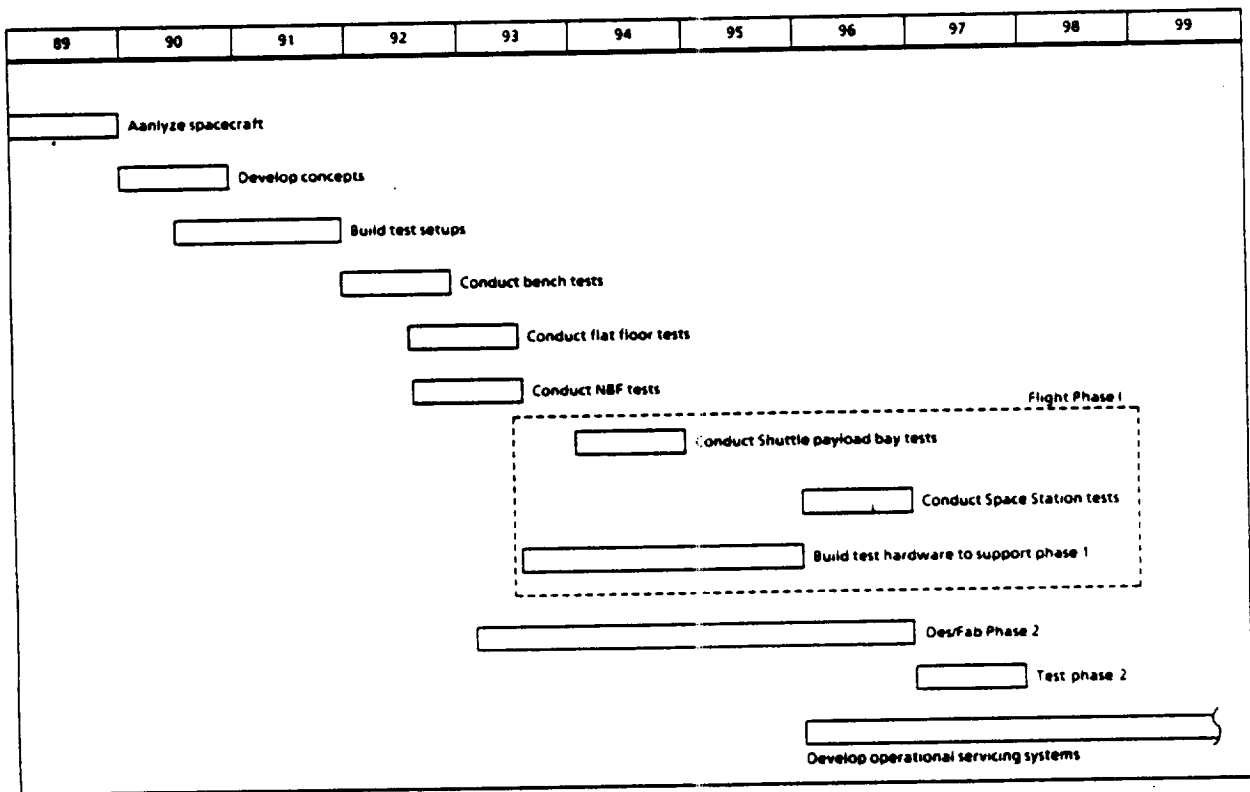 89 90 91 92 93 94 95 96 97 98 99
Aanlyze spacecraft
Develop concepts
Build test setups
Conduct bench tests
Conduct flat floor tests
Conduct NBF tests
Flight Phase I
Conduct Shuttle payload bay tests
Conduct Space Station tests
Build test hardware to support phase 1
Des/Fab Phase 2
Test phase 2
Develop operational servicing systems